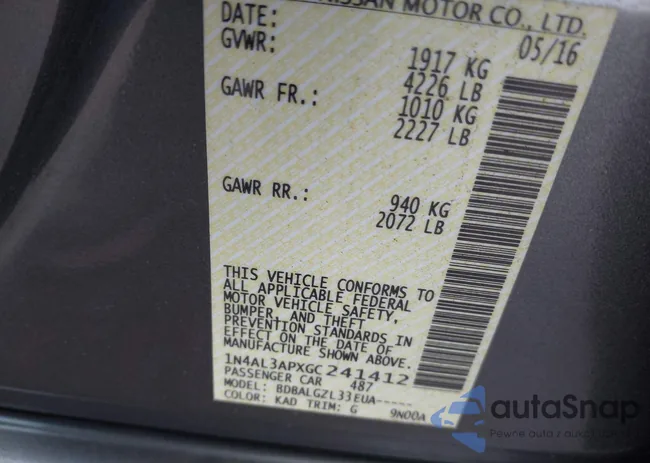 NISSAN MOTOR CO., LTD.
DATE: 05/16
GVWR: 1917 KG
4226 LB
GAWR FR.: 1010 KG
2227 LB
GAWR RR.: 940 KG
2072 LB
THIS VEHICLE CONFORMS TO
ALL APPLICABLE FEDERAL
MOTOR VEHICLE SAFETY,
BUMPER, AND THEFT
PREVENTION STANDARDS IN
EFFECT ON THE DATE OF
MANUFACTURE SHOWN ABOVE.
1N4AL3APXGC241412
PASSENGER CAR 487
MODEL: BDBALGZL33EUA-----
COLOR: KAD TRIM: G 9N00A
autaSnap
Pewne auta z aukcji